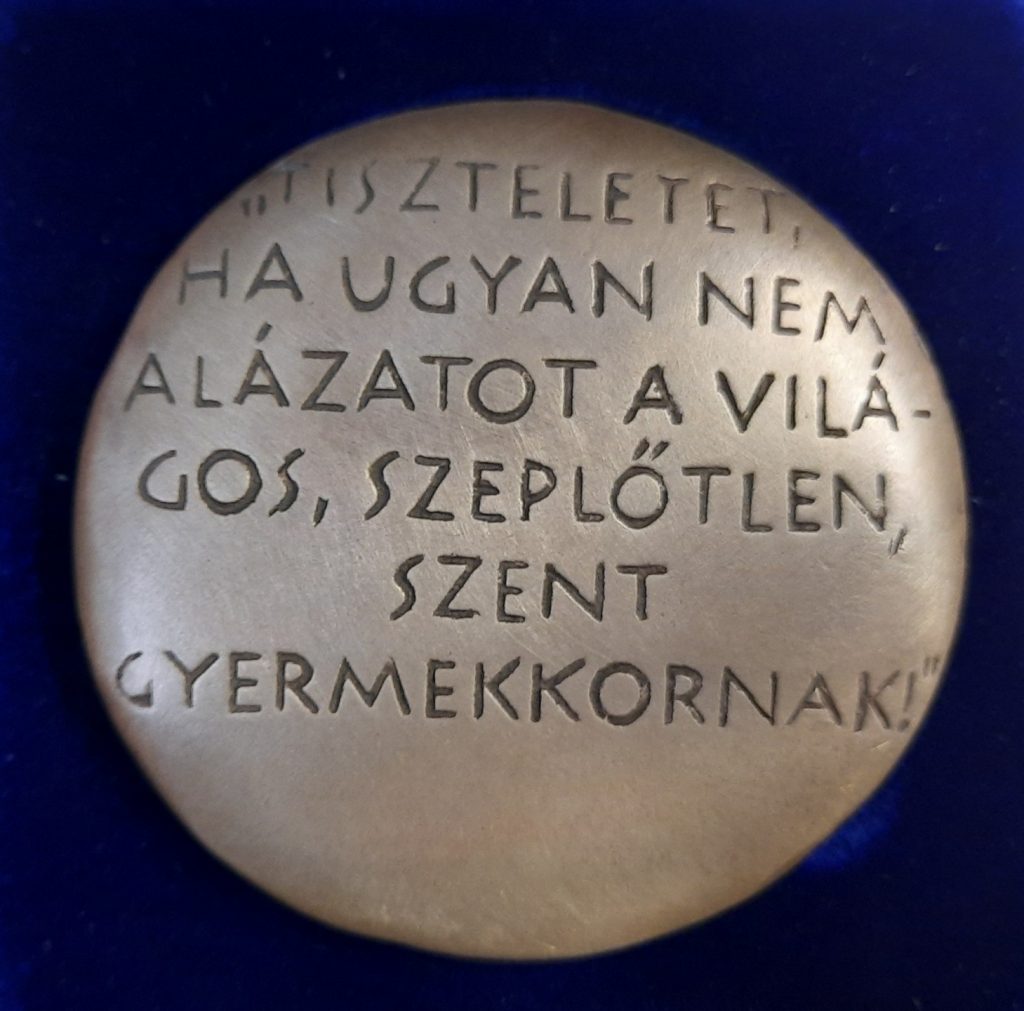 „TISZTELETET,
HA UGYAN NEM
ALÁZATOT A VILÁ-
GOS, SZEPLŐTLEN,
SZENT
GYERMEKKORNAK!"